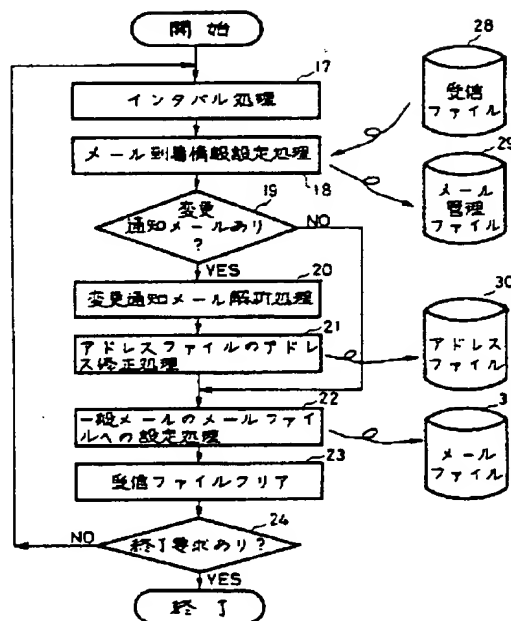 開始
17
インタバル処理
28
受信
ファイル
メール到着情報設定処理
18
29
メール
管理
ファイル
19
変更
通知メールあり
?
NO
YES
20
変更通知メール解析処理
21
アドレスファイルのアドレ
ス修正処理
30
アドレス
ファイル
22
一般メールのメールファイ
ルへの設定処理
3
メール
ファイル
23
受信ファイルクリア
24
終了要求あり?
NO
YES
終了